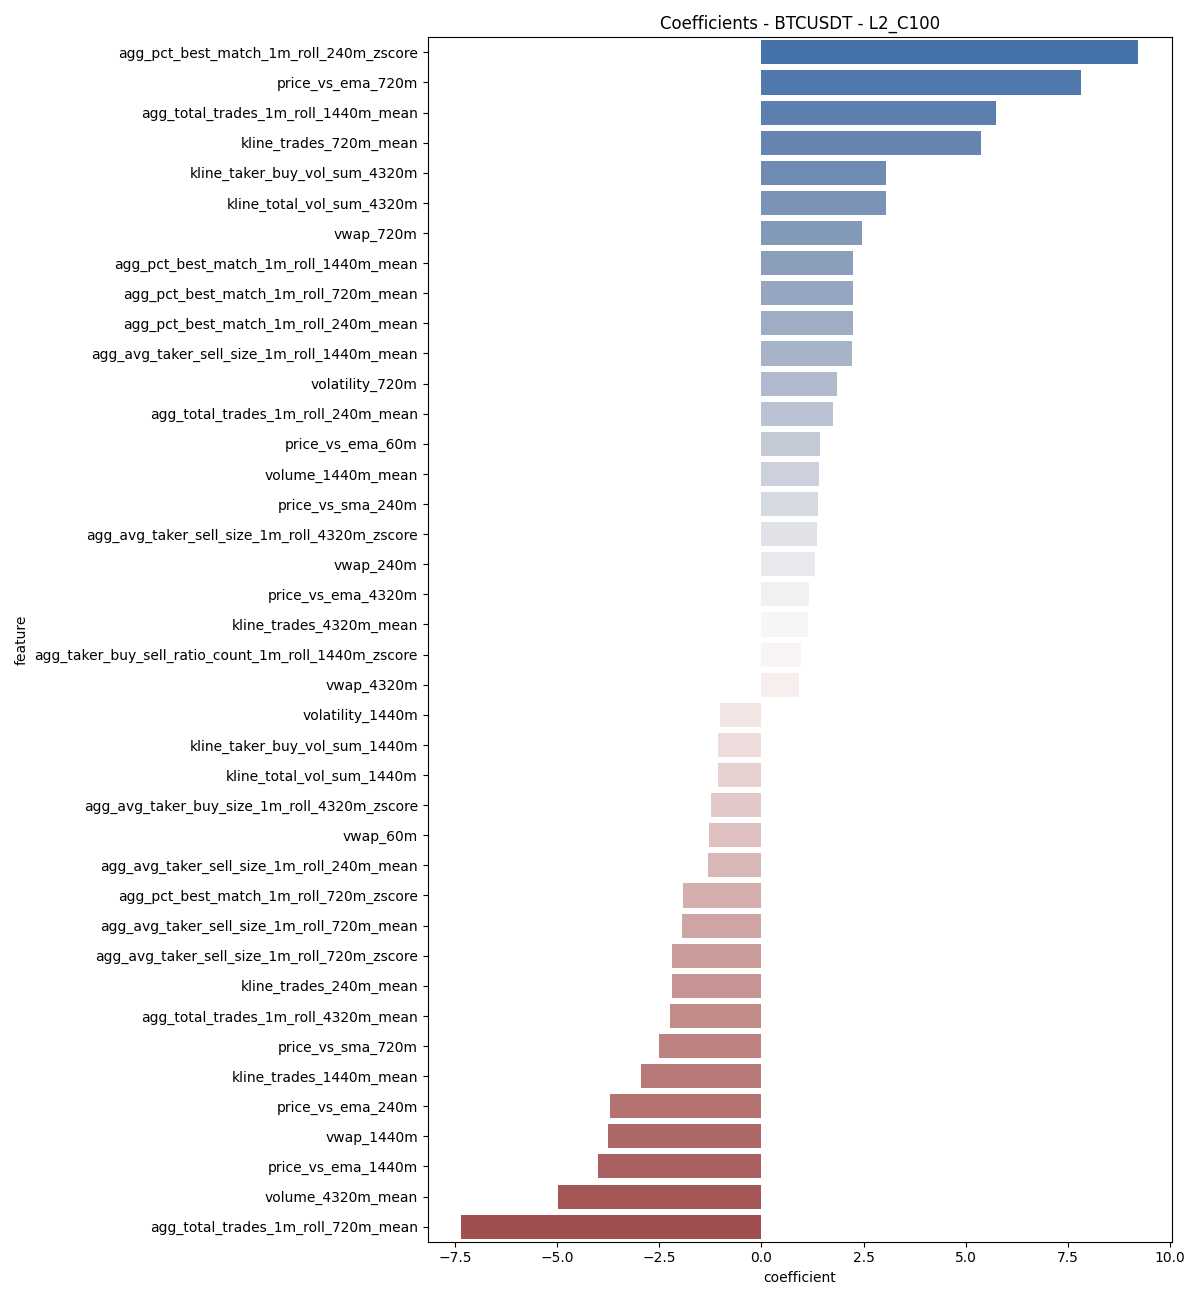 Coefficients - BTCUSDT - L2_C100
agg_pct_best_match_1m_roll_240m_zscore
price_vs_ema_720m
agg_total_trades_1m_roll_1440m_mean
kline_trades_720m_mean
kline_taker_buy_vol_sum_4320m
kline_total_vol_sum_4320m
vwap_720m
agg_pct_best_match_1m_roll_1440m_mean
agg_pct_best_match_1m_roll_720m_mean
agg_pct_best_match_1m_roll_240m_mean
agg_avg_taker_sell_size_1m_roll_1440m_mean
volatility_720m
agg_total_trades_1m_roll_240m_mean
price_vs_ema_60m
volume_1440m_mean
price_vs_sma_240m
agg_avg_taker_sell_size_1m_roll_4320m_zscore
vwap_240m
price_vs_ema_4320m
kline_trades_4320m_mean
agg_taker_buy_sell_ratio_count_1m_roll_1440m_zscore
vwap_4320m
volatility_1440m
kline_taker_buy_vol_sum_1440m
kline_total_vol_sum_1440m
agg_avg_taker_buy_size_1m_roll_4320m_zscore
vwap_60m
agg_avg_taker_sell_size_1m_roll_240m_mean
agg_pct_best_match_1m_roll_720m_zscore
agg_avg_taker_sell_size_1m_roll_720m_mean
agg_avg_taker_sell_size_1m_roll_720m_zscore
kline_trades_240m_mean
agg_total_trades_1m_roll_4320m_mean
price_vs_sma_720m
kline_trades_1440m_mean
price_vs_ema_240m
vwap_1440m
price_vs_ema_1440m
volume_4320m_mean
agg_total_trades_1m_roll_720m_mean
feature
−7.5 −5.0 −2.5 0.0 2.5 5.0 7.5 10.0
coefficient